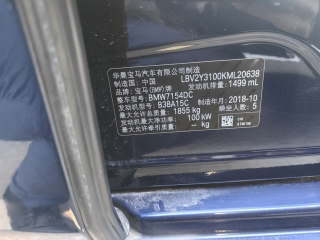 华晨宝马汽车有限公司制造
中国制造 LBV2Y3100KML20638
品牌：宝马(BMW)牌 发动机排量：1499 mL
整车型号：BMW7154DC
发动机型号：B38A15C 制造年月：2018-10
最大允许总质量：1855 kg 乘坐人数：5
发动机最大净功率：100 kW
最大允许牵引质量：– kg